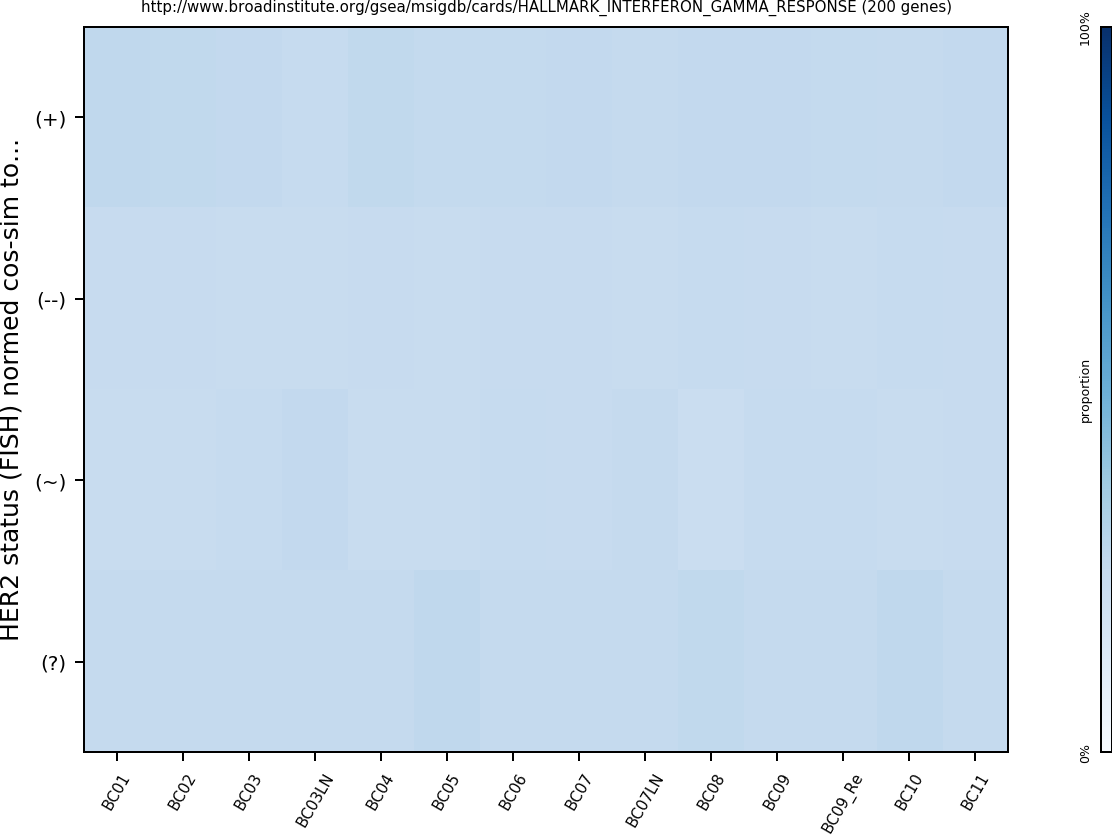 http://www.broadinstitute.org/gsea/msigdb/cards/HALLMARK_INTERFERON_GAMMA_RESPONSE (200 genes)
HER2 status (FISH) normed cos-sim to...
(+)
(--)
(~)
(?)
BC01
BC02
BC03
BC03LN
BC04
BC05
BC06
BC07
BC07LN
BC08
BC09
BC09_Re
BC10
BC11
100%
proportion
0%